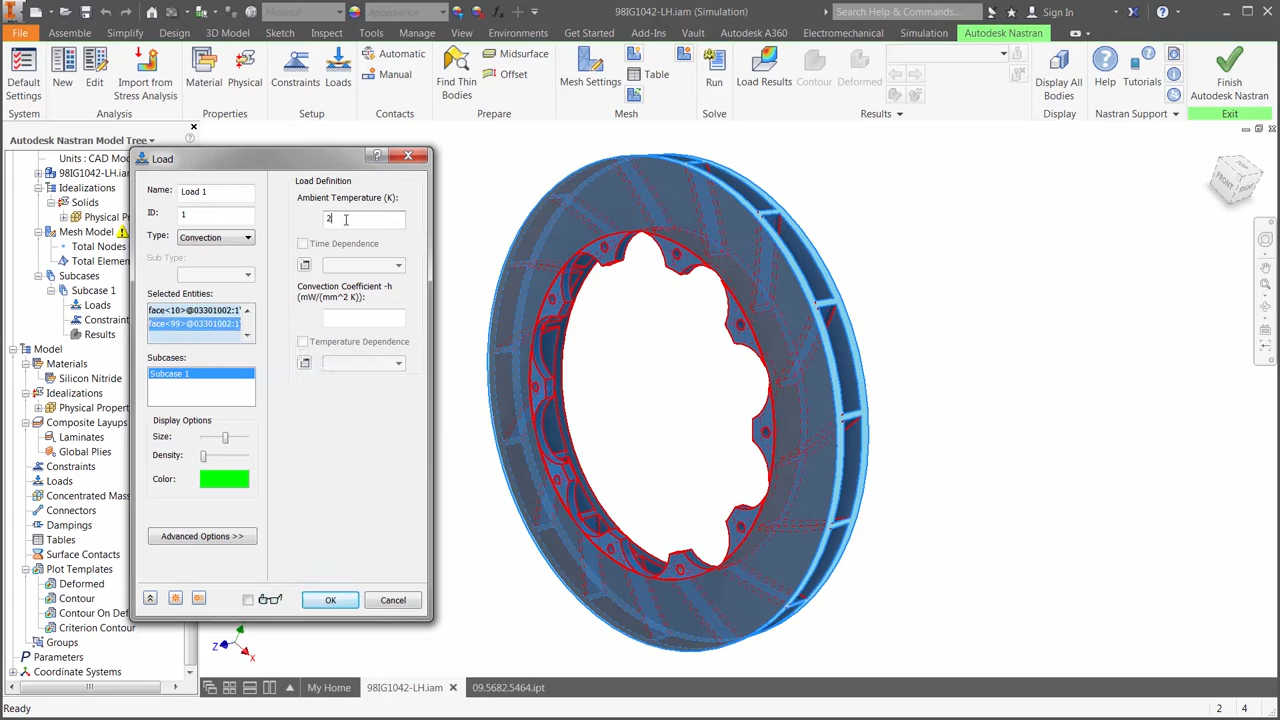 Material
Appearance
98IG1042-LH.iam (Simulation)
Search Help & Commands...
Sign In
File
Assemble
Simplify
Design
3D Model
Sketch
Inspect
Tools
Manage
View
Environments
Get Started
Add-Ins
Vault
Autodesk A360
Electromechanical
Simulation
Autodesk Nastran
Default Settings
New
Edit
Import from Stress Analysis
Material
Physical
Constraints
Loads
Automatic
Manual
Find Thin Bodies
Midsurface
Offset
Mesh Settings
Table
Run
Load Results
Contour
Deformed
Display All Bodies
Help
Tutorials
Finish Autodesk Nastran
System
Analysis
Properties
Setup
Contacts
Prepare
Mesh
Solve
Results
Display
Nastran Support
Exit
Autodesk Nastran Model Tree
Units : CAD Mo
98IG1042-LH.
Idealizations
Solids
Physical P
Mesh Model
Total Nodes
Total Elemen
Subcases
Subcase 1
Loads
Constraint
Results
Model
Materials
Silicon Nitride
Idealizations
Physical Propert
Composite Layups
Laminates
Global Plies
Constraints
Loads
Concentrated Mass
Connectors
Dampings
Tables
Surface Contacts
Plot Templates
Deformed
Contour
Contour On Def
Criterion Contour
Groups
Parameters
Coordinate Systems
Load
Name:
Load 1
ID:
1
Type:
Convection
Sub Type:
Selected Entities:
face<10>@03301002:1
face<99>@03301002:1
Subcases:
Subcase 1
Display Options
Size:
Density:
Color:
Advanced Options >>
Load Definition
Ambient Temperature (K):
2
Time Dependence
Convection Coefficient -h
(mW/(mm^2 K)):
Temperature Dependence
OK
Cancel
FRONT
RIGHT
Z
Y
X
My Home
98IG1042-LH.iam
09.5682.5464.ipt
Ready
2
4